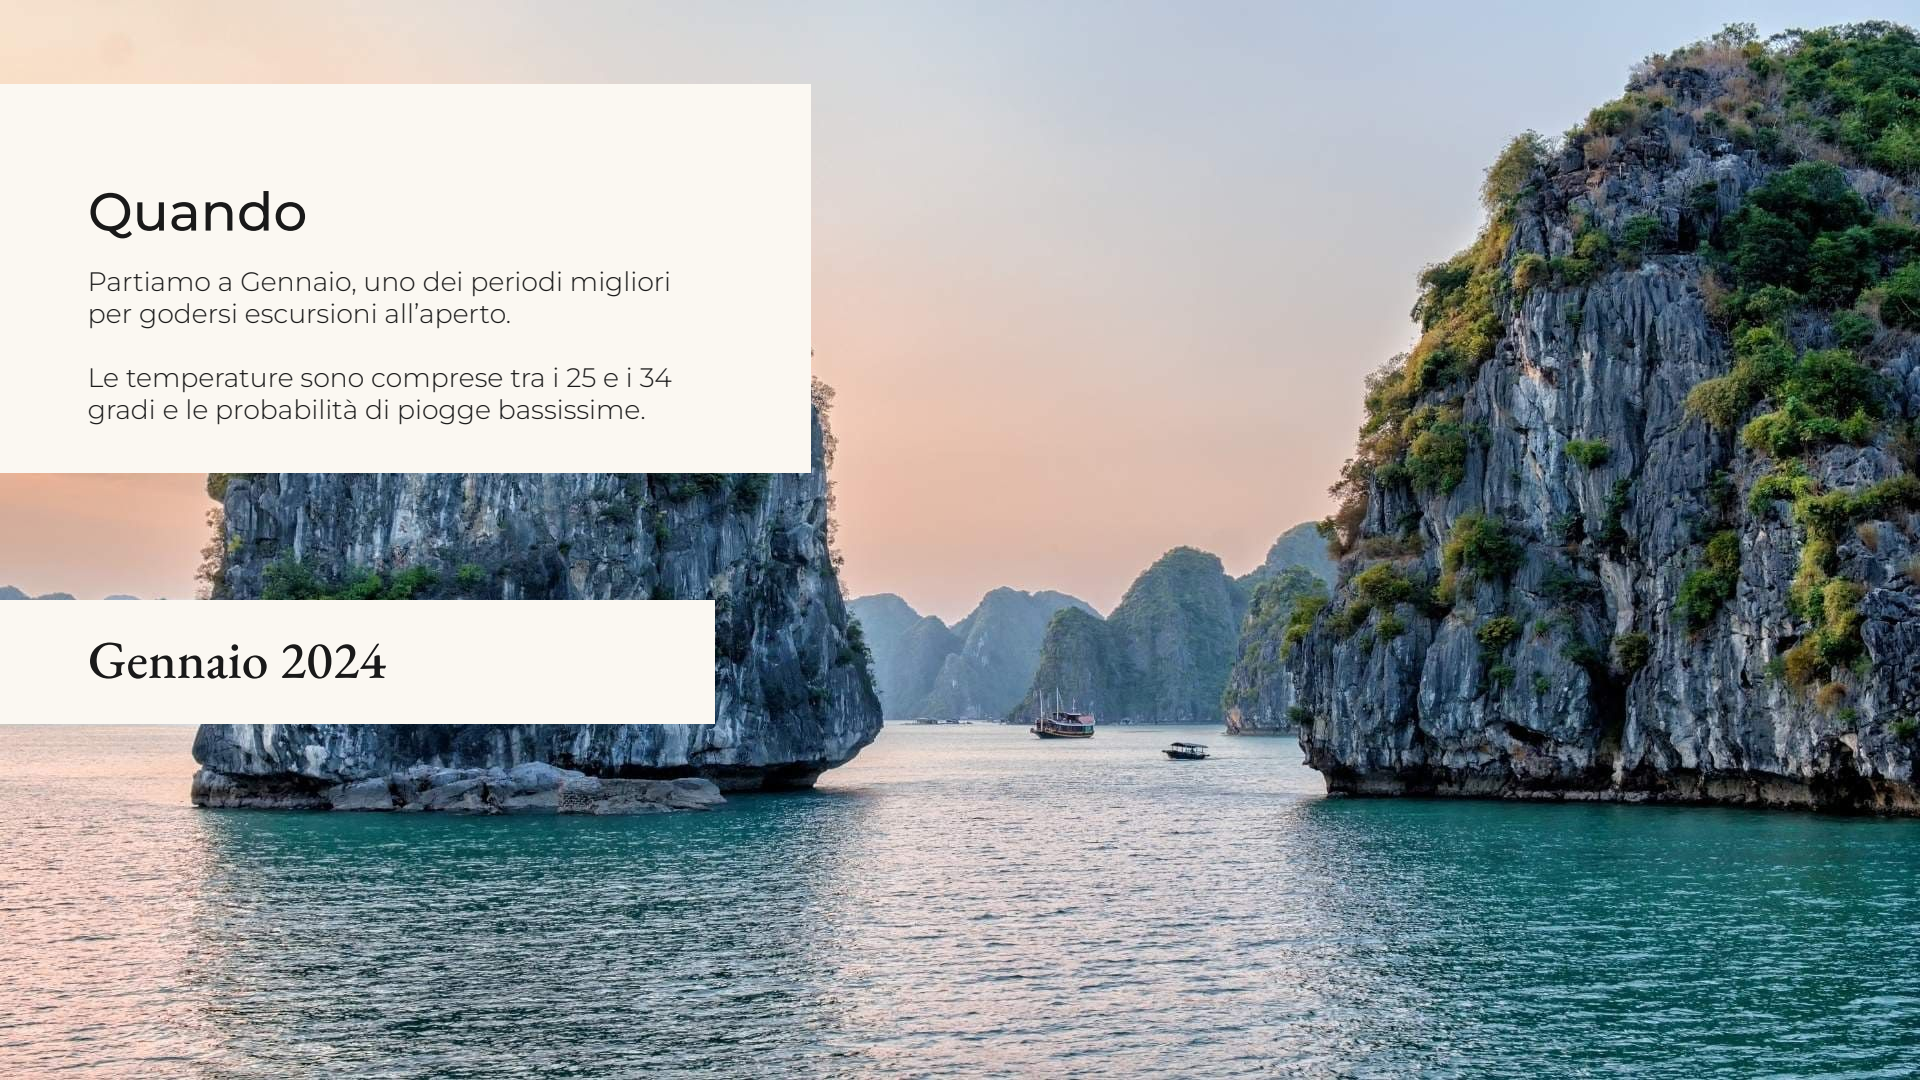 Quando
Partiamo a Gennaio, uno dei periodi migliori
per godersi escursioni all’aperto.
Le temperature sono comprese tra i 25 e i 34
gradi e le probabilità di piogge bassissime.
Gennaio 2024